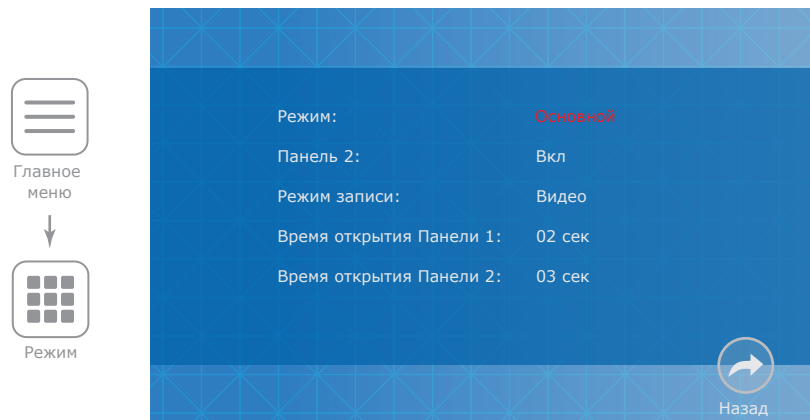 Главное
меню
Режим
Режим: Основной
Панель 2: Вкл
Режим записи: Видео
Время открытия Панели 1: 02 сек
Время открытия Панели 2: 03 сек
Назад